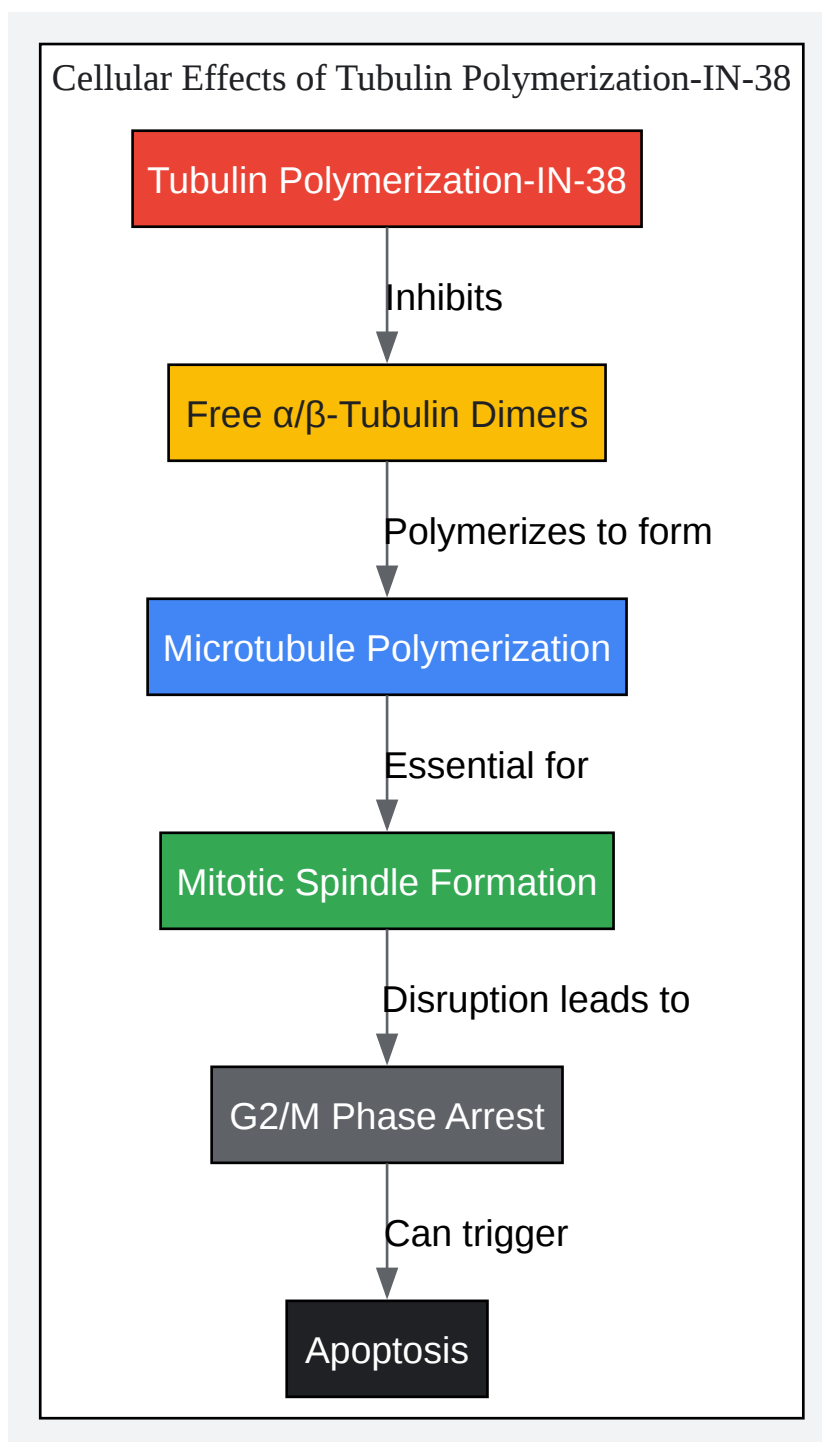 Cellular Effects of Tubulin Polymerization-IN-38
Tubulin Polymerization-IN-38
Inhibits
Free α/β-Tubulin Dimers
Polymerizes to form
Microtubule Polymerization
Essential for
Mitotic Spindle Formation
Disruption leads to
G2/M Phase Arrest
Can trigger
Apoptosis